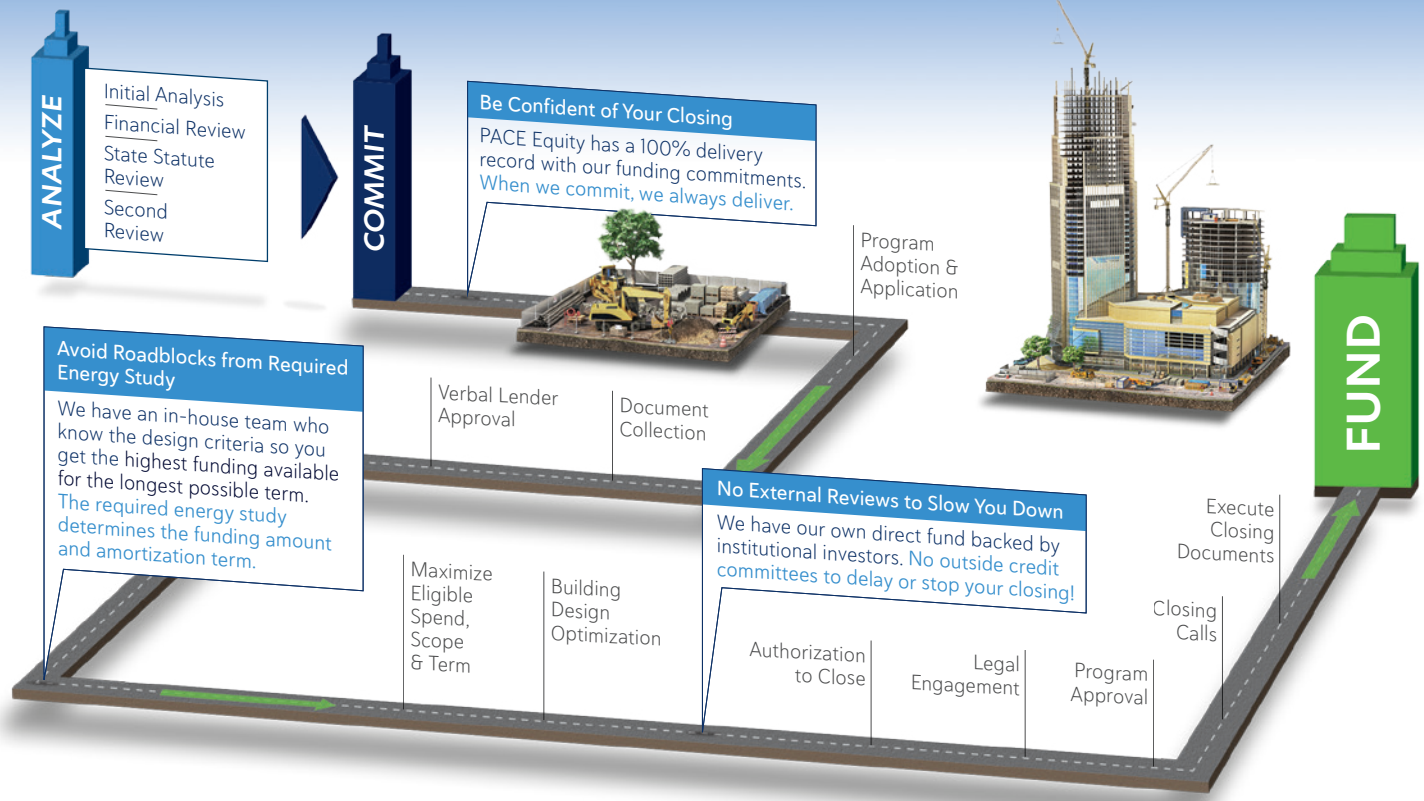 ANALYZE
Initial Analysis
Financial Review
State Statute
Review
Second
Review
COMMIT
Be Confident of Your Closing
PACE Equity has a 100% delivery
record with our funding commitments.
When we commit, we always deliver.
Program
Adoption &
Application
Document
Collection
Verbal Lender
Approval
Avoid Roadblocks from Required
Energy Study
We have an in-house team who
know the design criteria so you
get the highest funding available
for the longest possible term.
The required energy study
determines the funding amount
and amortization term.
Maximize
Eligible
Spend,
Scope
& Term
Building
Design
Optimization
No External Reviews to Slow You Down
We have our own direct fund backed by
institutional investors. No outside credit
committees to delay or stop your closing!
Authorization
to Close
Legal
Engagement
Program
Approval
Closing
Calls
Execute
Closing
Documents
FUND